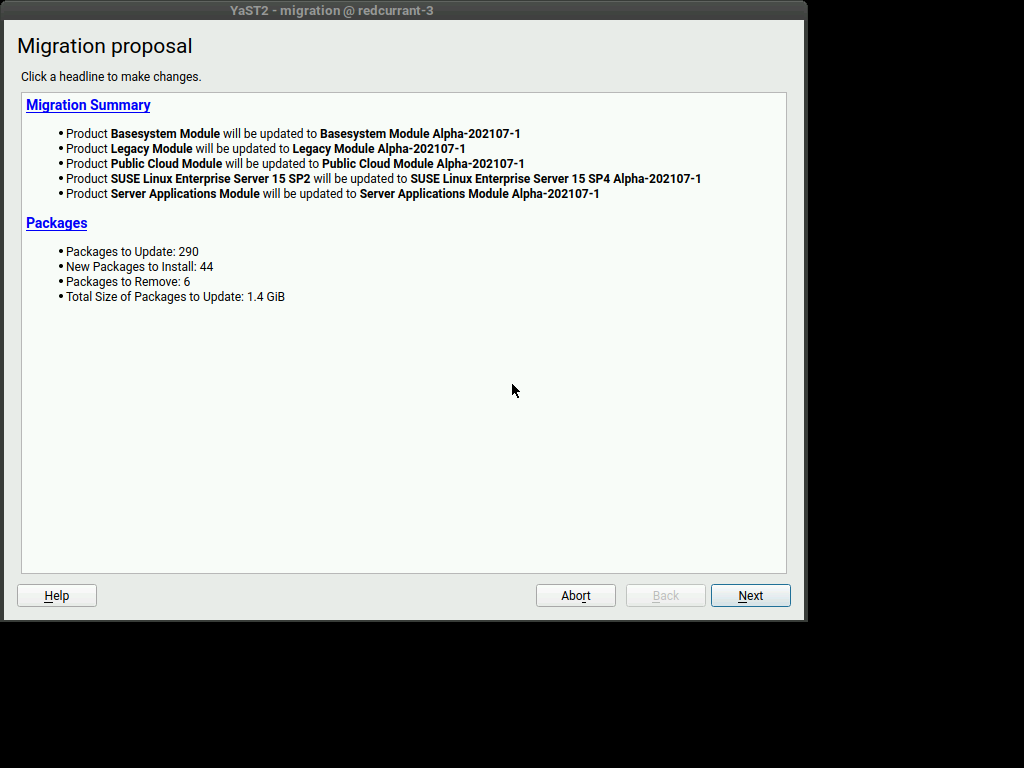 YaST2 - migration @ redcurrant-3
Migration proposal
Click a headline to make changes.
Migration Summary
• Product Basesystem Module will be updated to Basesystem Module Alpha-202107-1
• Product Legacy Module will be updated to Legacy Module Alpha-202107-1
• Product Public Cloud Module will be updated to Public Cloud Module Alpha-202107-1
• Product SUSE Linux Enterprise Server 15 SP2 will be updated to SUSE Linux Enterprise Server 15 SP4 Alpha-202107-1
• Product Server Applications Module will be updated to Server Applications Module Alpha-202107-1
Packages
• Packages to Update: 290
• New Packages to Install: 44
• Packages to Remove: 6
• Total Size of Packages to Update: 1.4 GiB
Help Abort Back Next